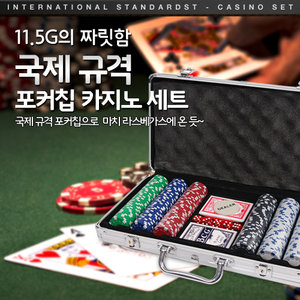 INTERNATIONAL STANDARDST - CASINO SET
11.5G의 짜릿함
국제 규격
포커칩 카지노 세트
국제 규격 포커칩으로 마치 라스베가스에 온 듯~
DEALER